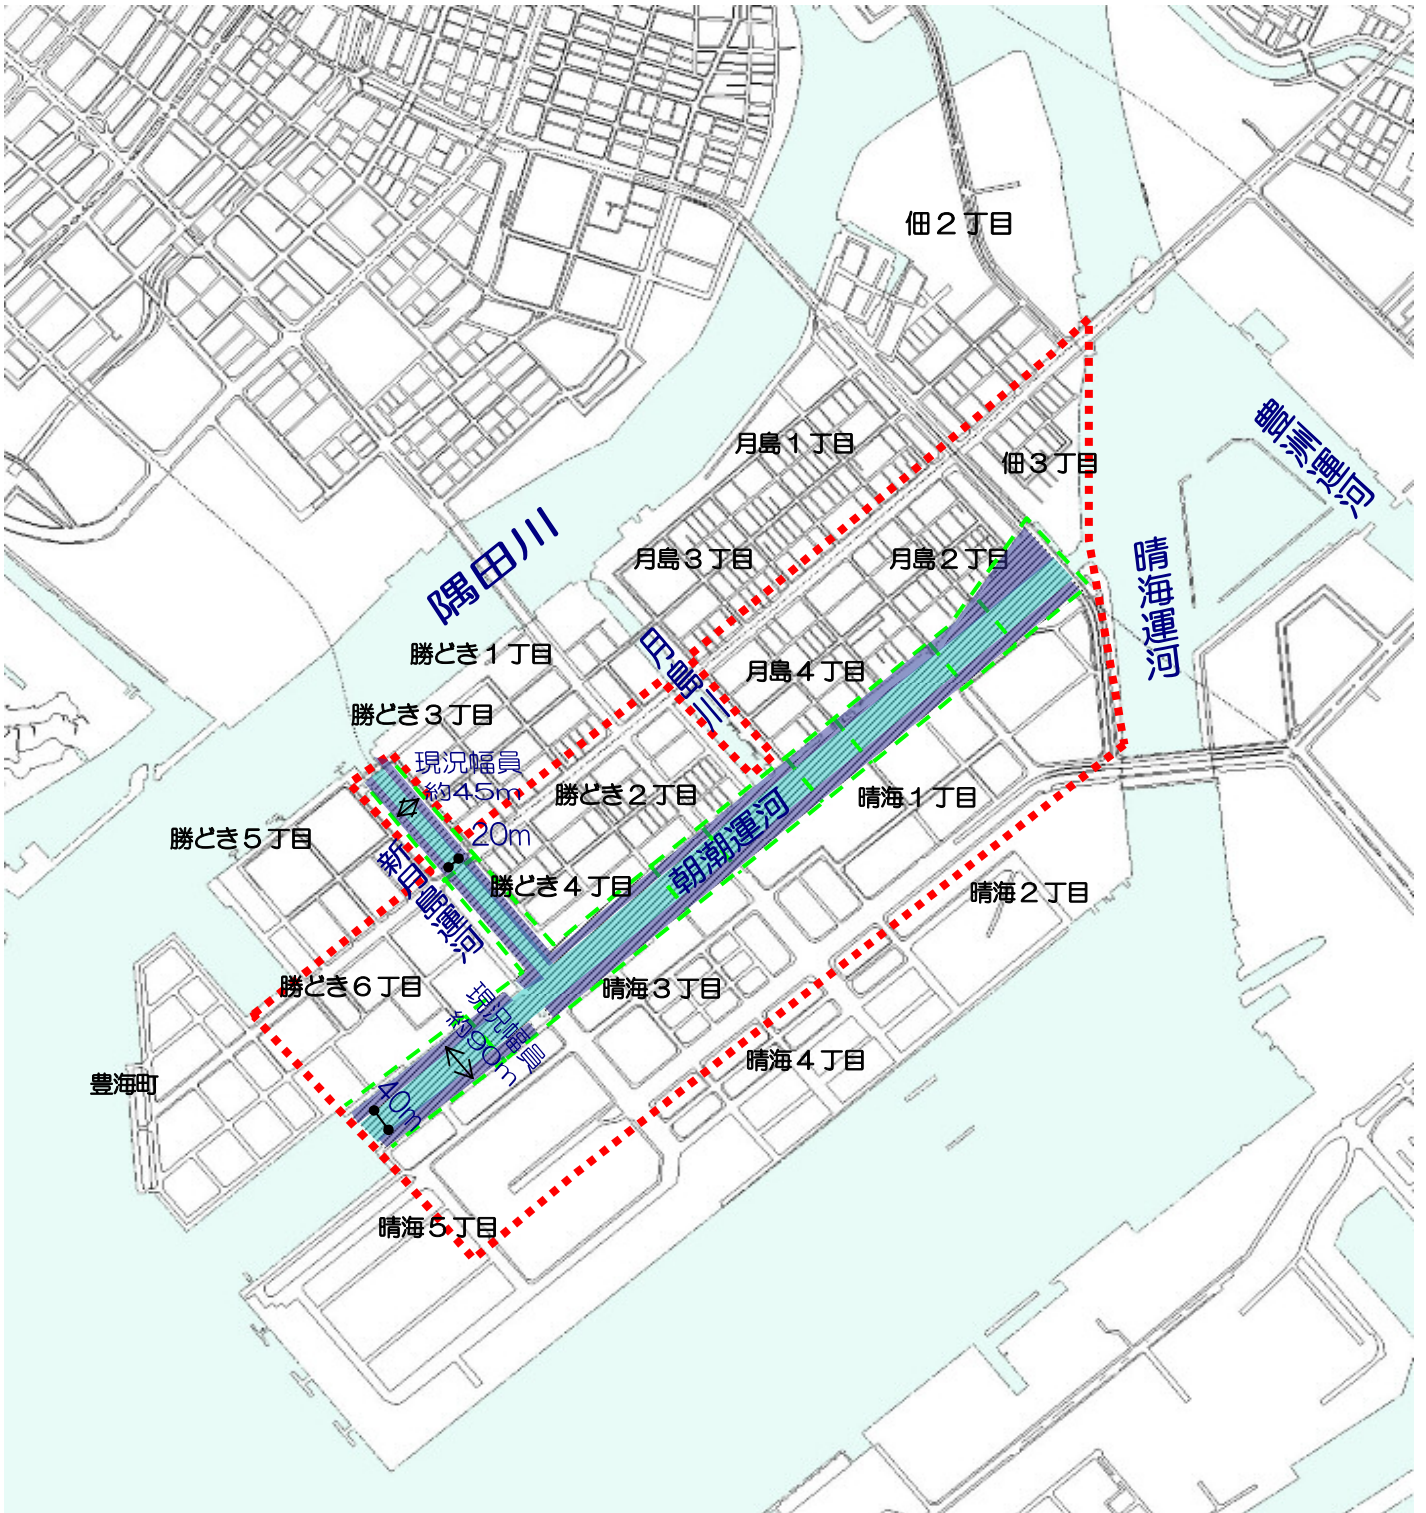 佃２丁目
豊洲運河
月島１丁目
佃３丁目
隅田川
月島３丁目
月島２丁目
晴海運河
勝どき１丁目
月島川
月島４丁目
勝どき３丁目
現況幅員
約45m
勝どき２丁目
晴海１丁目
勝どき５丁目
20m
朝潮運河
新月島運河
勝どき４丁目
晴海２丁目
勝どき６丁目
晴海３丁目
現況幅員
約90m
晴海４丁目
豊海町
40m
晴海５丁目